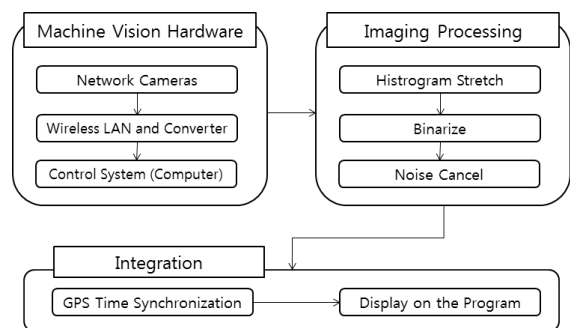 Machine Vision Hardware
Network Cameras
Wireless LAN and Converter
Control System (Computer)
Imaging Processing
Histrogram Stretch
Binarize
Noise Cancel
Integration
GPS Time Synchronization
Display on the Program